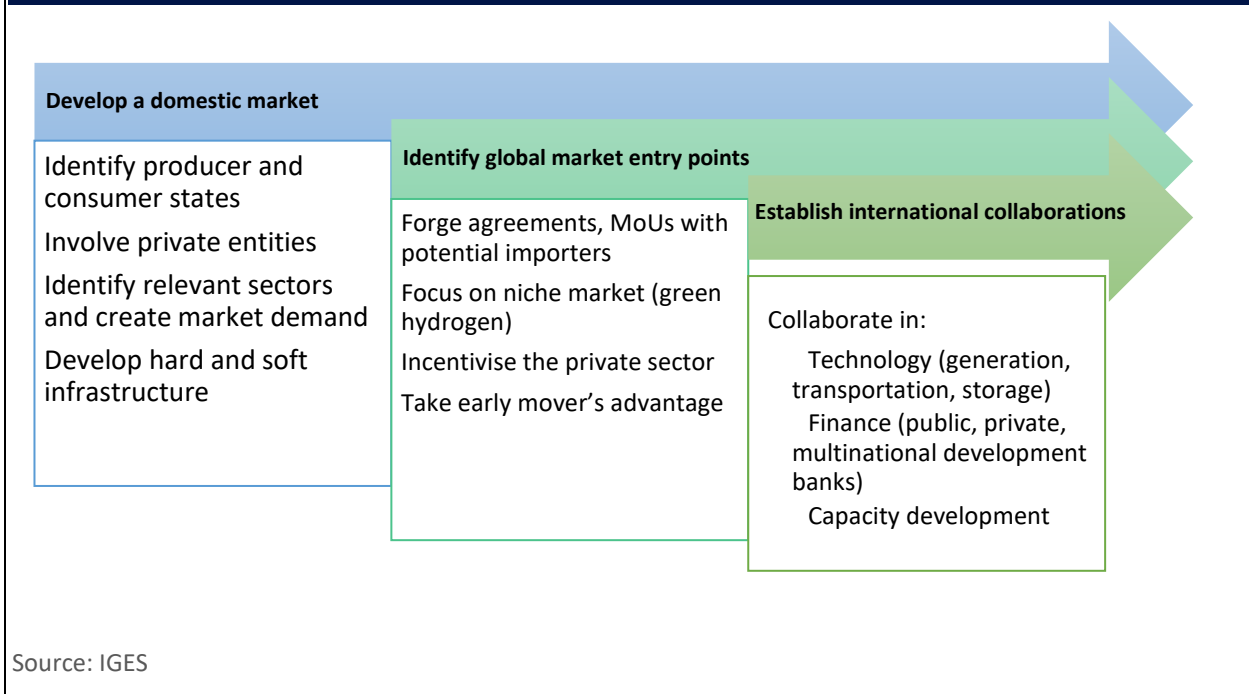 Develop a domestic market
Identify producer and
consumer states
Involve private entities
Identify relevant sectors
and create market demand
Develop hard and soft
infrastructure
Identify global market entry points
Forge agreements, MoUs with
potential importers
Focus on niche market (green
hydrogen)
Incentivise the private sector
Take early mover’s advantage
Establish international collaborations
Collaborate in:
Technology (generation,
transportation, storage)
Finance (public, private,
multinational development
banks)
Capacity development
Source: IGES